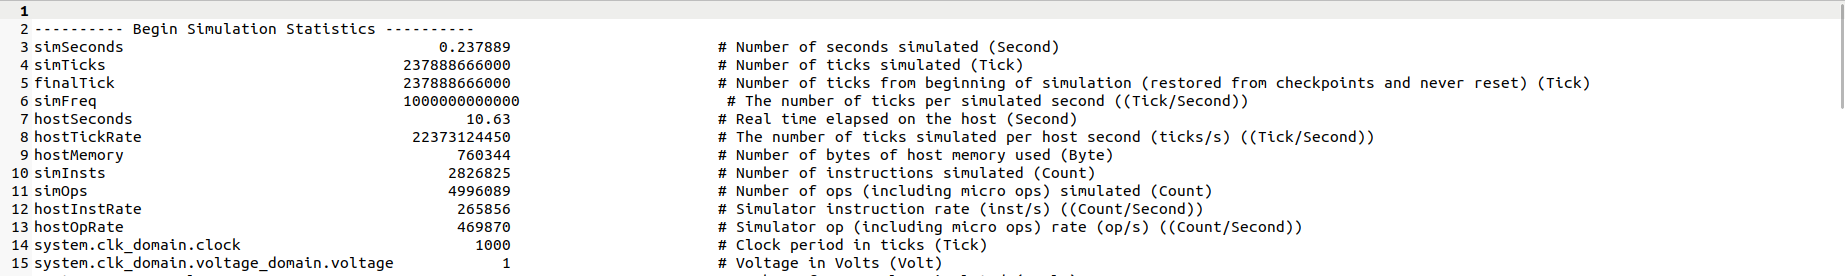 1
2 ---------- Begin Simulation Statistics ----------
3 simSeconds 0.237889 # Number of seconds simulated (Second)
4 simTicks 237888666000 # Number of ticks simulated (Tick)
5 finalTick 237888666000 # Number of ticks from beginning of simulation (restored from checkpoints and never reset) (Tick)
6 simFreq 1000000000000 # The number of ticks per simulated second ((Tick/Second))
7 hostSeconds 10.63 # Real time elapsed on the host (Second)
8 hostTickRate 22373124450 # The number of ticks simulated per host second (ticks/s) ((Tick/Second))
9 hostMemory 760344 # Number of bytes of host memory used (Byte)
10 simInsts 2826825 # Number of instructions simulated (Count)
11 simOps 4996089 # Number of ops (including micro ops) simulated (Count)
12 hostInstRate 265856 # Simulator instruction rate (inst/s) ((Count/Second))
13 hostOpRate 469870 # Simulator op (including micro ops) rate (op/s) ((Count/Second))
14 system.clk_domain.clock 1000 # Clock period in ticks (Tick)
15 system.clk_domain.voltage_domain.voltage 1 # Voltage in Volts (Volt)